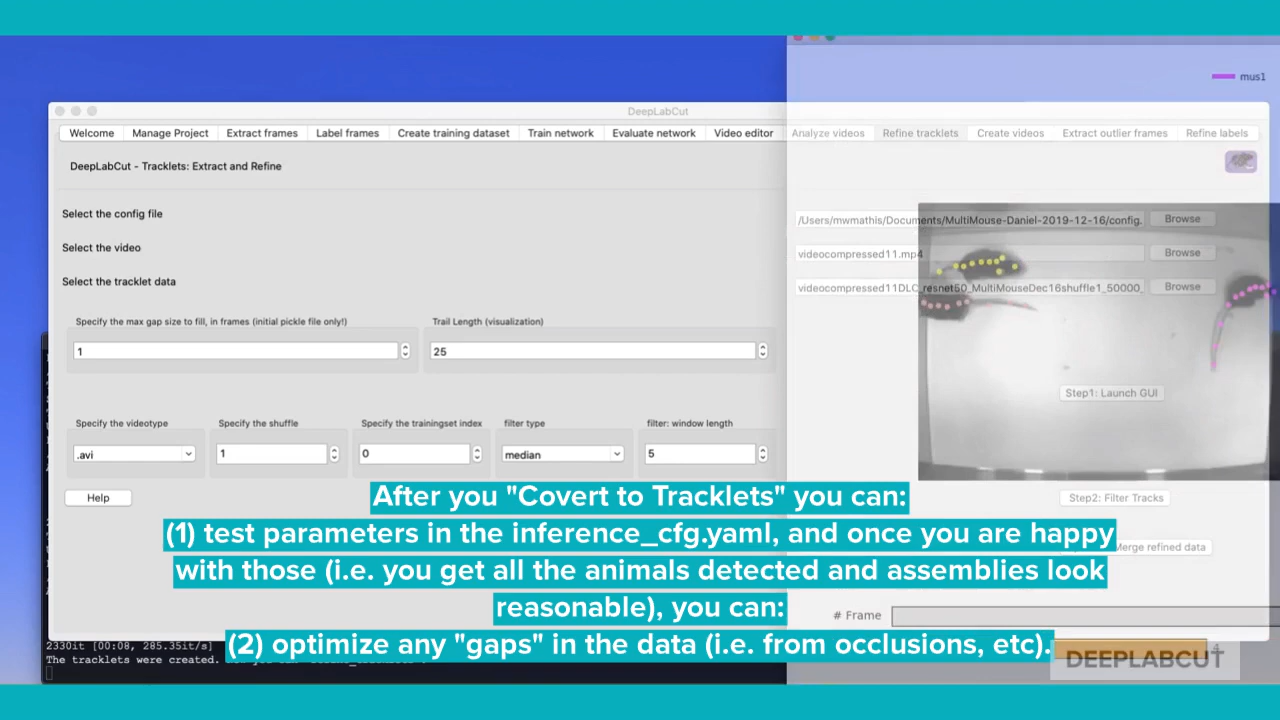 mus1
DeepLabCut
Welcome Manage Project Extract frames Label frames Create training dataset Train network Evaluate network Video editor Analyze videos Refine tracklets Create videos Extract outlier frames Refine labels
DeepLabCut - Tracklets: Extract and Refine
Select the config file /Users/mwmathis/Documents/MultiMouse-Daniel-2019-12-16/config. Browse
Select the video videocompressed11.mp4 Browse
Select the tracklet data videocompressed11DLC_resnet50_MultiMouseDec16shuffle1_50000_ Browse
Specify the max gap size to fill, in frames (initial pickle file only!) Trail Length (visualization)
1 25
Step1: Launch GUI
Specify the videotype Specify the shuffle Specify the trainingset index filter type filter: window length
.avi 1 0 median 5
Help Step2: Filter Tracks
After you "Covert to Tracklets" you can:
(1) test parameters in the inference_cfg.yaml, and once you are happy
Merge refined data
with those (i.e. you get all the animals detected and assemblies look
reasonable), you can:
# Frame
(2) optimize any "gaps" in the data (i.e. from occlusions, etc).
2330it [00:08, 285.35it/s]
The tracklets were created.
DEEPLABCUT